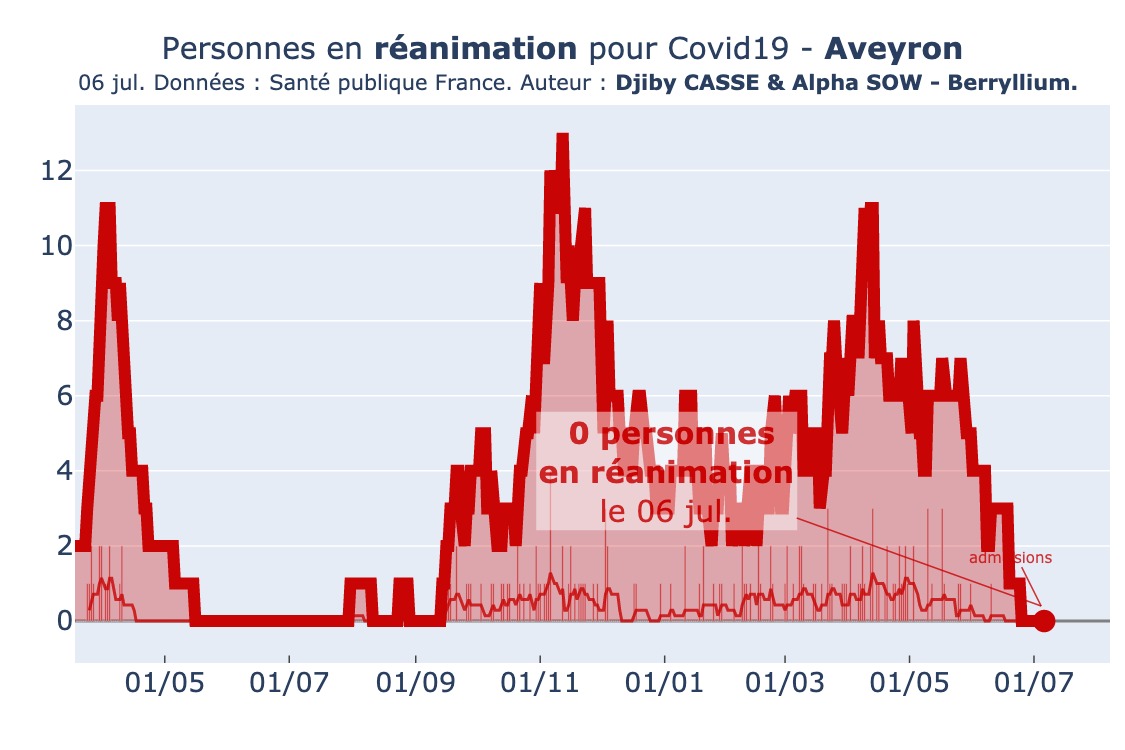 Personnes en réanimation pour Covid19 - Aveyron
06 jul. Données : Santé publique France. Auteur : Djiby CASSE & Alpha SOW - Berryllium.
12
10
8
6
4
2
0
0 personnes
en réanimation
le 06 jul.
admissions
01/05 01/07 01/09 01/11 01/01 01/03 01/05 01/07